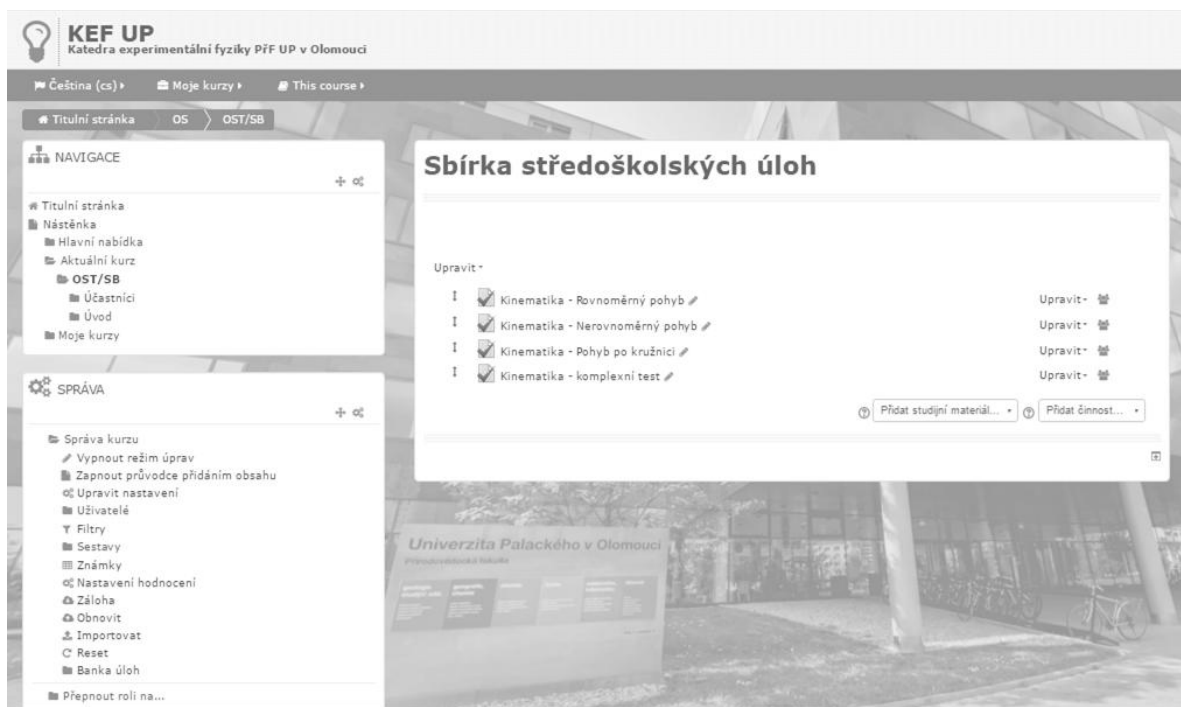 KEF UP
Katedra experimentální fyziky PřF UP v Olomouci
Čeština (cs) Moje kurzy This course
Titulní stránka OS OST/SB
NAVIGACE
Titulní stránka
Nástěnka
Hlavní nabídka
Aktuální kurz
OST/SB
Účastníci
Úvod
Moje kurzy
SPRÁVA
Správa kurzu
Vypnout režim úprav
Zapnout průvodce přidáním obsahu
Upravit nastavení
Uživatelé
Filtry
Sestavy
Známky
Nastavení hodnocení
Záloha
Obnovit
Importovat
Reset
Banka úloh
Přepnout roli na...
Sbírka středoškolských úloh
Upravit
Kinematika - Rovnoměrný pohyb Upravit
Kinematika - Nerovnoměrný pohyb Upravit
Kinematika - Pohyb po kružnici Upravit
Kinematika - komplexní test Upravit
Přidat studijní materiál... Přidat činnost...
Univerzita Palackého v Olomouci
Přírodovědecká fakulta